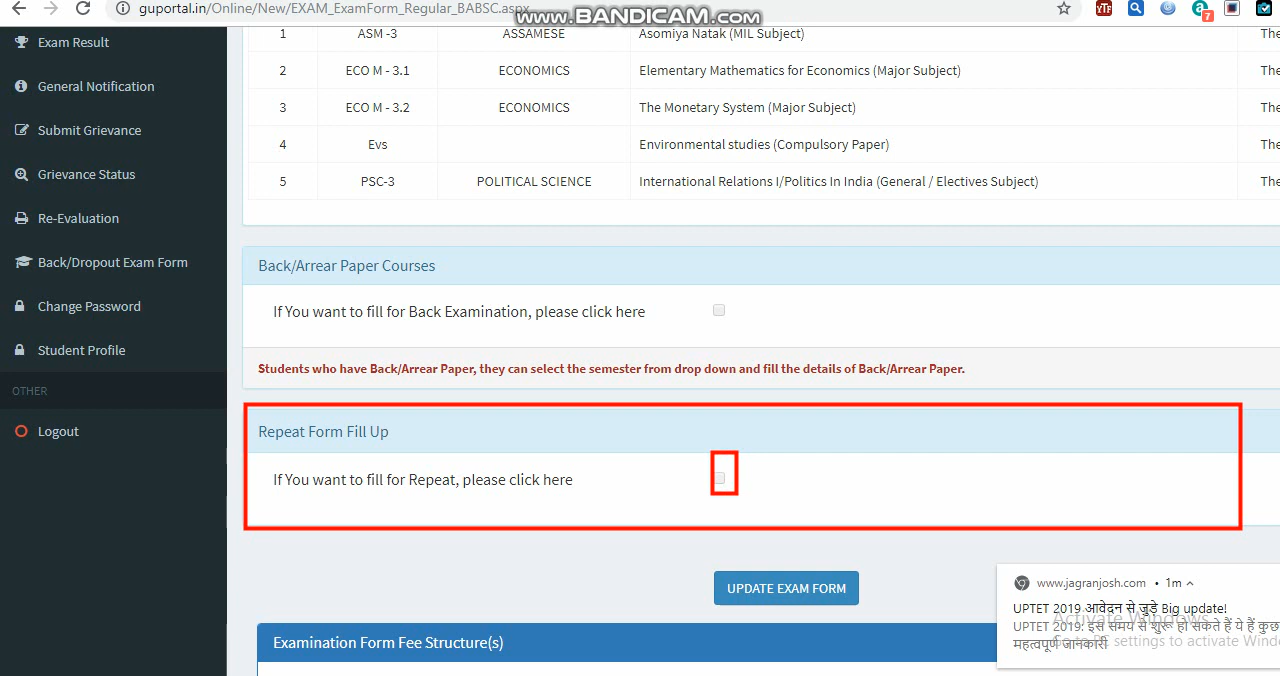 guportal.in/Online/New/EXAM_ExamForm_Regular_BABSC.aspx
www.BANDICAM.com
7
Exam Result
General Notification
Submit Grievance
Grievance Status
Re-Evaluation
Back/Dropout Exam Form
Change Password
Student Profile
OTHER
Logout
1 ASM -3 ASSAMESE Asomiya Natak (MIL Subject) The
2 ECO M - 3.1 ECONOMICS Elementary Mathematics for Economics (Major Subject) The
3 ECO M - 3.2 ECONOMICS The Monetary System (Major Subject) The
4 Evs Environmental studies (Compulsory Paper) The
5 PSC-3 POLITICAL SCIENCE International Relations I/Politics In India (General / Electives Subject) The
Back/Arrear Paper Courses
If You want to fill for Back Examination, please click here
Students who have Back/Arrear Paper, they can select the semester from drop down and fill the details of Back/Arrear Paper.
Repeat Form Fill Up
If You want to fill for Repeat, please click here
UPDATE EXAM FORM
Examination Form Fee Structure(s)
www.jagranjosh.com • 1m
UPTET 2019 आवेदन से जुड़े Big update!
UPTET 2019: इस समय से शुरू हो सकते हैं ये हैं कुछ
महत्वपूर्ण जानकारी
Activate Windows
Go to PC settings to activate Wind